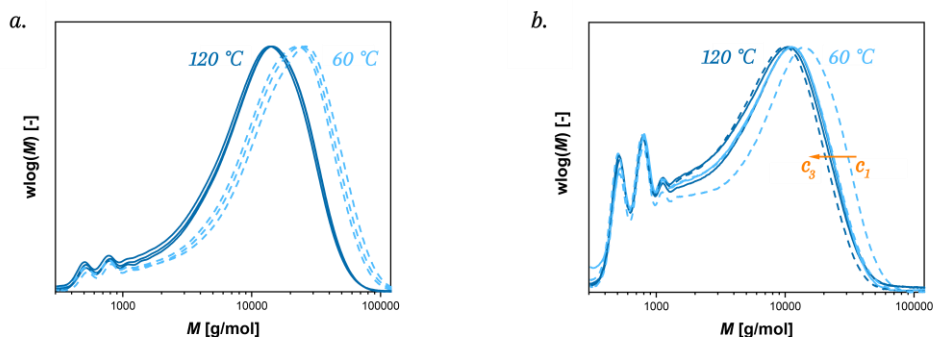 a.
120 °C
60 °C
wlog(M) [-]
1000
10000
100000
M [g/mol]
b.
120 °C
60 °C
c3
c1
wlog(M) [-]
1000
10000
100000
M [g/mol]